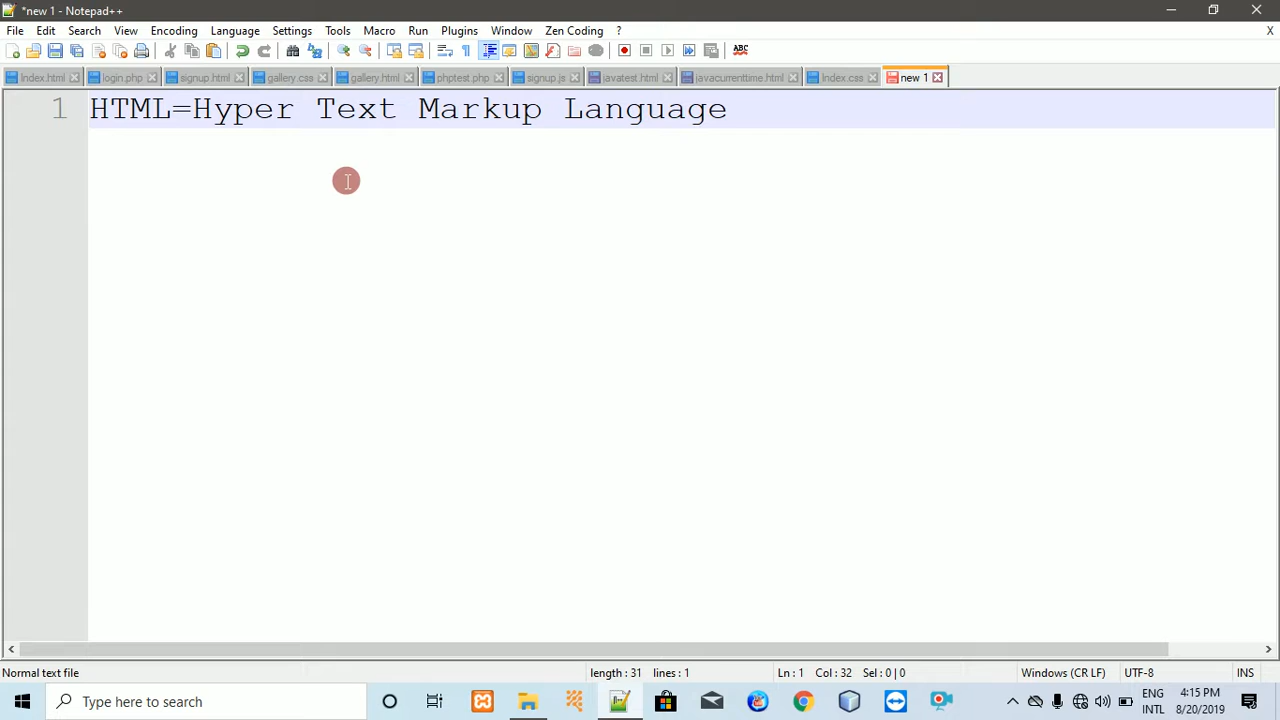 *new 1 - Notepad++
File Edit Search View Encoding Language Settings Tools Macro Run Plugins Window Zen Coding ? X
ABC
Index.html login.php signup.html gallery.css gallery.html phptest.php signup.js javatest.html javacurrenttime.html Index.css new 1
1 HTML=Hyper Text Markup Language
Normal text file length : 31 lines : 1 Ln : 1 Col : 32 Sel : 0 | 0 Windows (CR LF) UTF-8 INS
Type here to search ENG 4:15 PM
INTL 8/20/2019